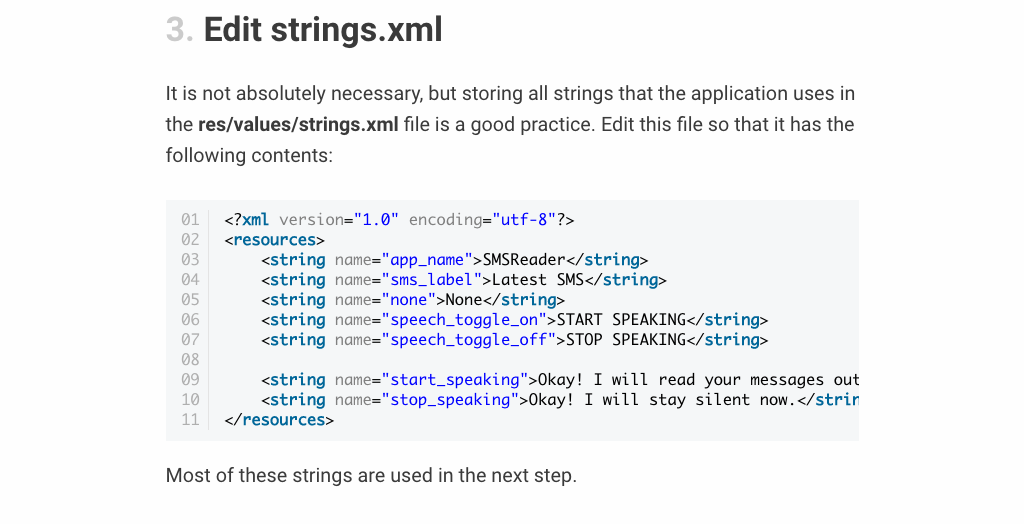 3. Edit strings.xml
It is not absolutely necessary, but storing all strings that the application uses in
the res/values/strings.xml file is a good practice. Edit this file so that it has the
following contents:
01 <?xml version="1.0" encoding="utf-8"?>
02 <resources>
03     <string name="app_name">SMSReader</string>
04     <string name="sms_label">Latest SMS</string>
05     <string name="none">None</string>
06     <string name="speech_toggle_on">START SPEAKING</string>
07     <string name="speech_toggle_off">STOP SPEAKING</string>
08
09     <string name="start_speaking">Okay! I will read your messages out
10     <string name="stop_speaking">Okay! I will stay silent now.</strin
11 </resources>
Most of these strings are used in the next step.